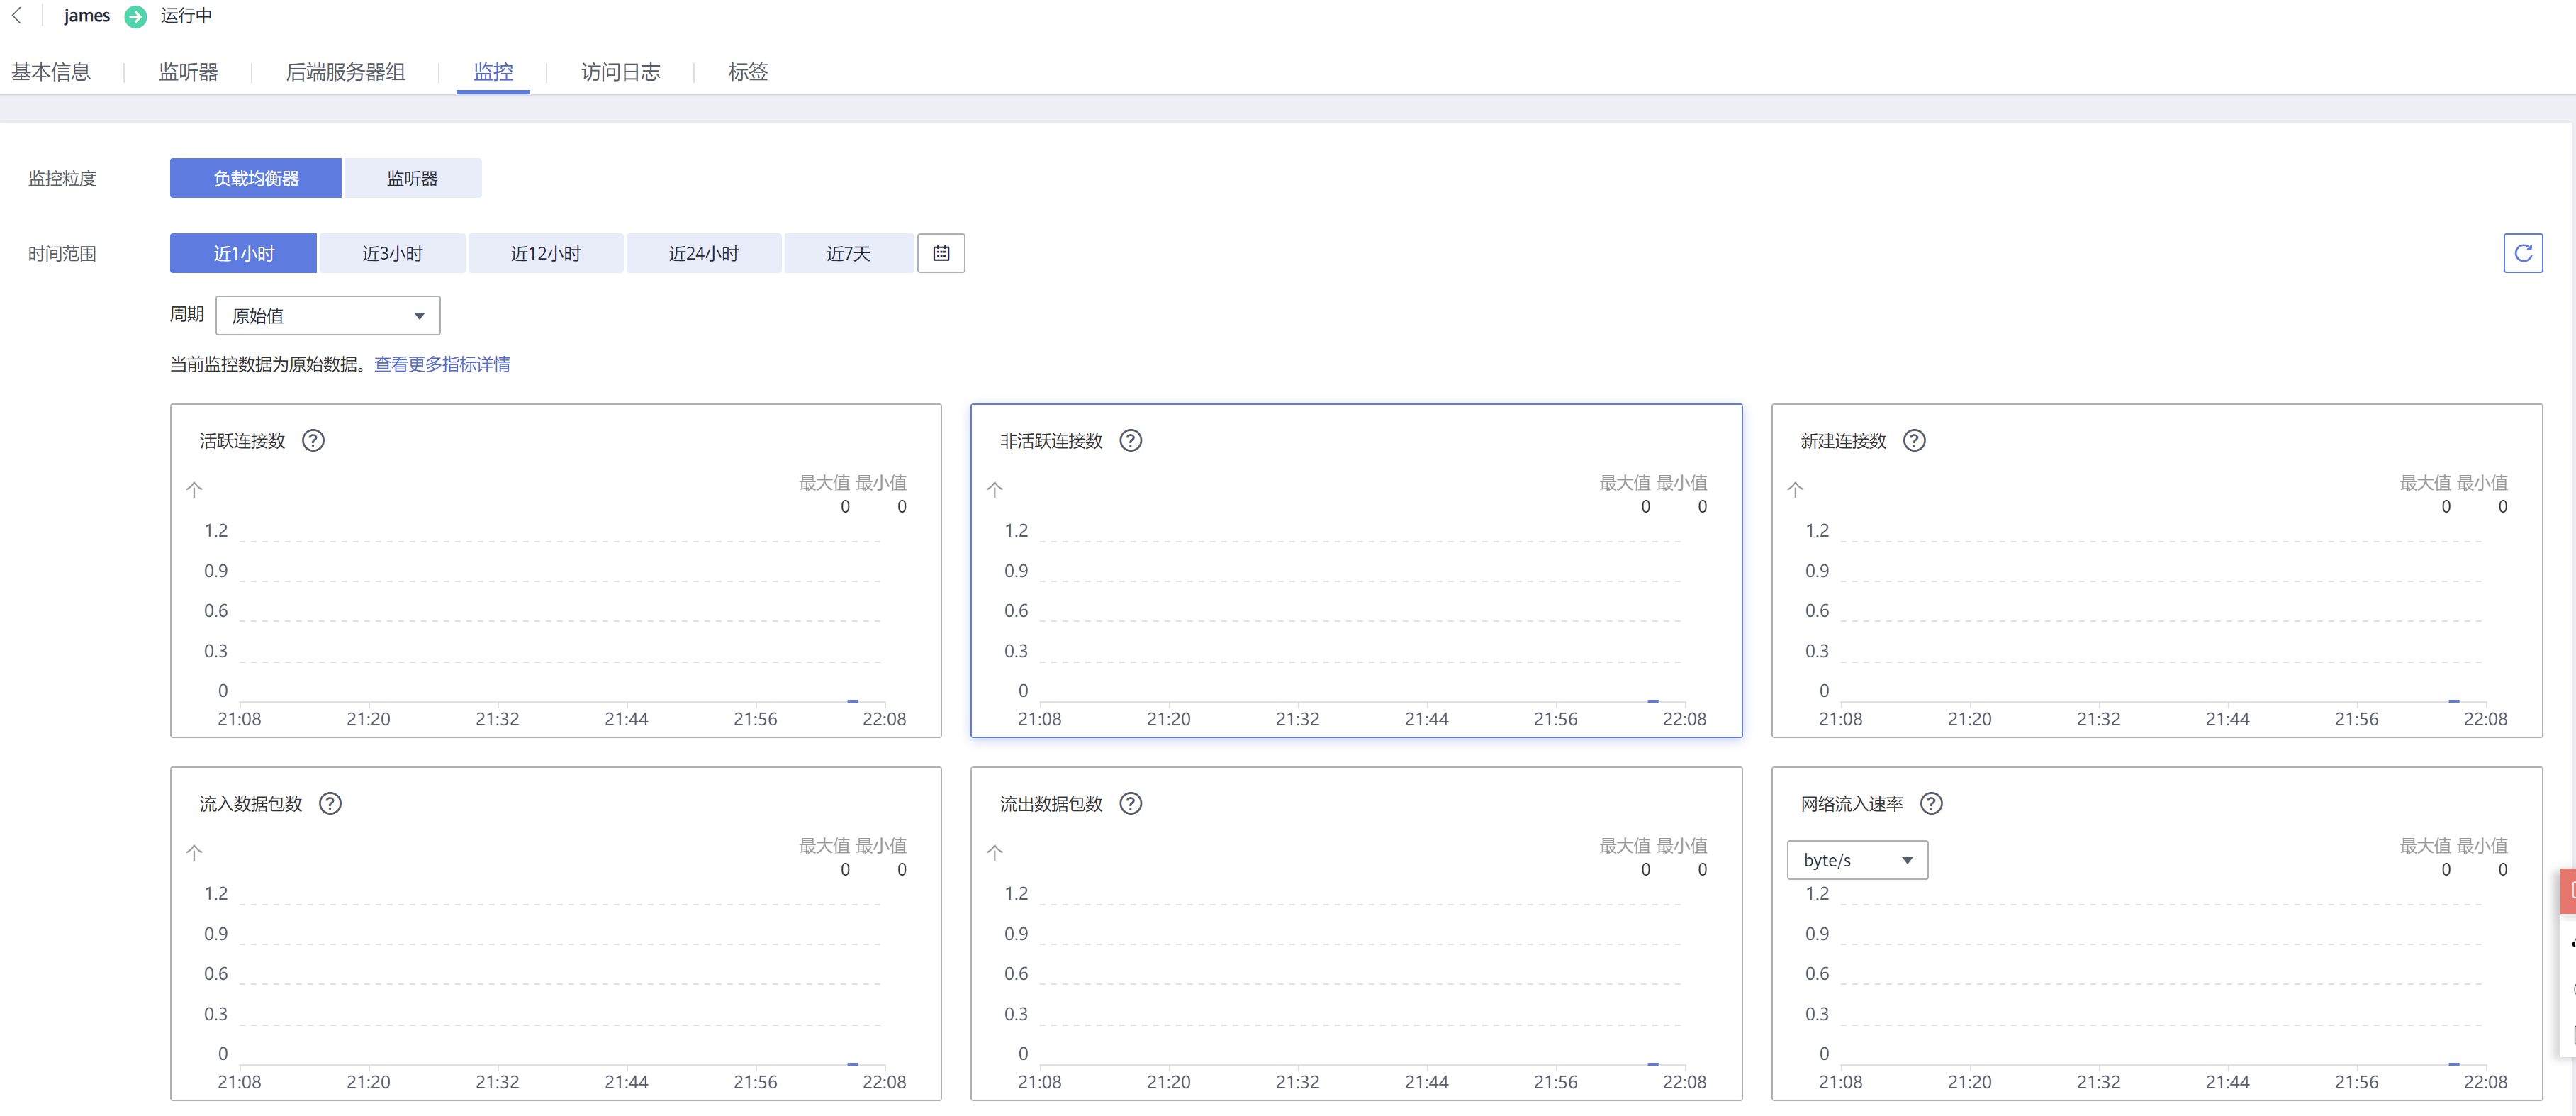 james 运行中
基本信息 监听器 后端服务器组 监控 访问日志 标签
监控粒度 负载均衡器 监听器
时间范围 近1小时 近3小时 近12小时 近24小时 近7天
周期 原始值
当前监控数据为原始数据。查看更多指标详情
活跃连接数 ?
个 最大值 最小值
0 0
1.2
0.9
0.6
0.3
0
21:08 21:20 21:32 21:44 21:56 22:08
非活跃连接数 ?
个 最大值 最小值
0 0
1.2
0.9
0.6
0.3
0
21:08 21:20 21:32 21:44 21:56 22:08
新建连接数 ?
个 最大值 最小值
0 0
1.2
0.9
0.6
0.3
0
21:08 21:20 21:32 21:44 21:56 22:08
流入数据包数 ?
个 最大值 最小值
0 0
1.2
0.9
0.6
0.3
0
21:08 21:20 21:32 21:44 21:56 22:08
流出数据包数 ?
个 最大值 最小值
0 0
1.2
0.9
0.6
0.3
0
21:08 21:20 21:32 21:44 21:56 22:08
网络流入速率 ?
byte/s 最大值 最小值
0 0
1.2
0.9
0.6
0.3
0
21:08 21:20 21:32 21:44 21:56 22:08